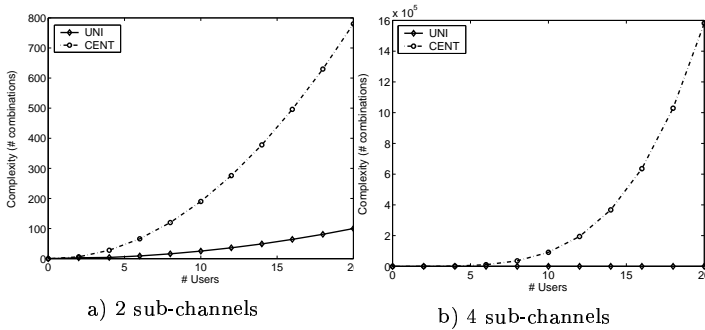 800
700
600
500
400
300
200
100
0
0
5
10
15
20
Complexity (# combinations)
# Users
UNI
CENT
a) 2 sub-channels
x 10^5
16
14
12
10
8
6
4
2
0
0
5
10
15
20
Complexity (# combinations)
# Users
UNI
CENT
b) 4 sub-channels